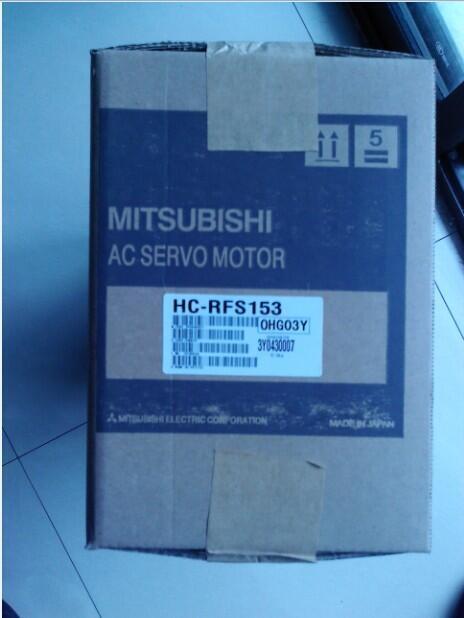 5
MITSUBISHI
AC SERVO MOTOR
HC-RFS153
OHG03Y
3Y0430007
MITSUBISHI ELECTRIC CORPORATION
MADE IN JAPAN